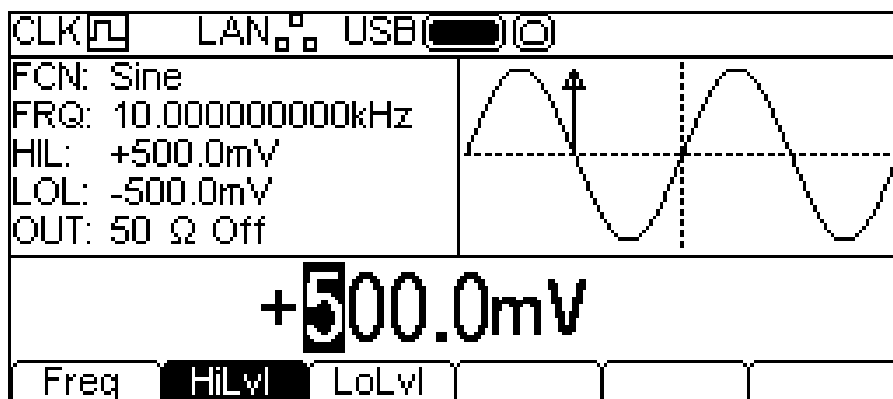 CLK LAN USB
FCN: Sine
FRQ: 10.000000000kHz
HIL: +500.0mV
LOL: -500.0mV
OUT: 50 Ω Off
+500.0mV
Freq HiLvl LoLvl